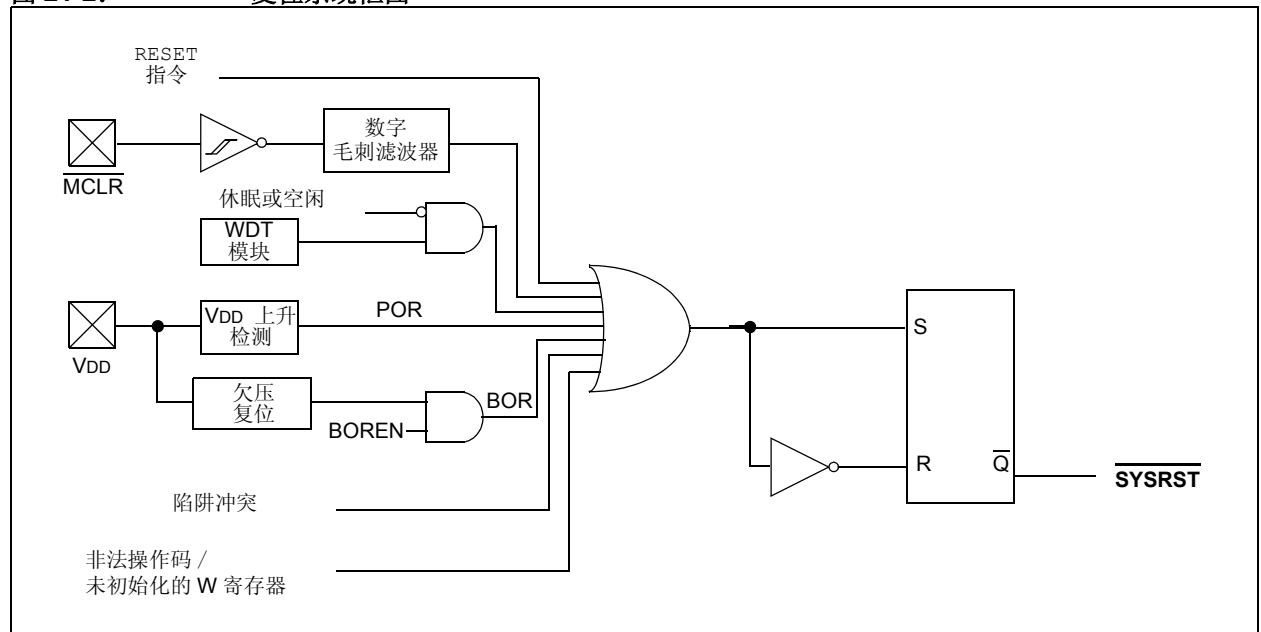 RESET
指令
数字
毛刺滤波器
MCLR
休眠或空闲
WDT
模块
VDD 上升
检测
POR
VDD
欠压
复位
BOR
BOREN
S
R
Q
SYSRST
陷阱冲突
非法操作码 /
未初始化的 W 寄存器